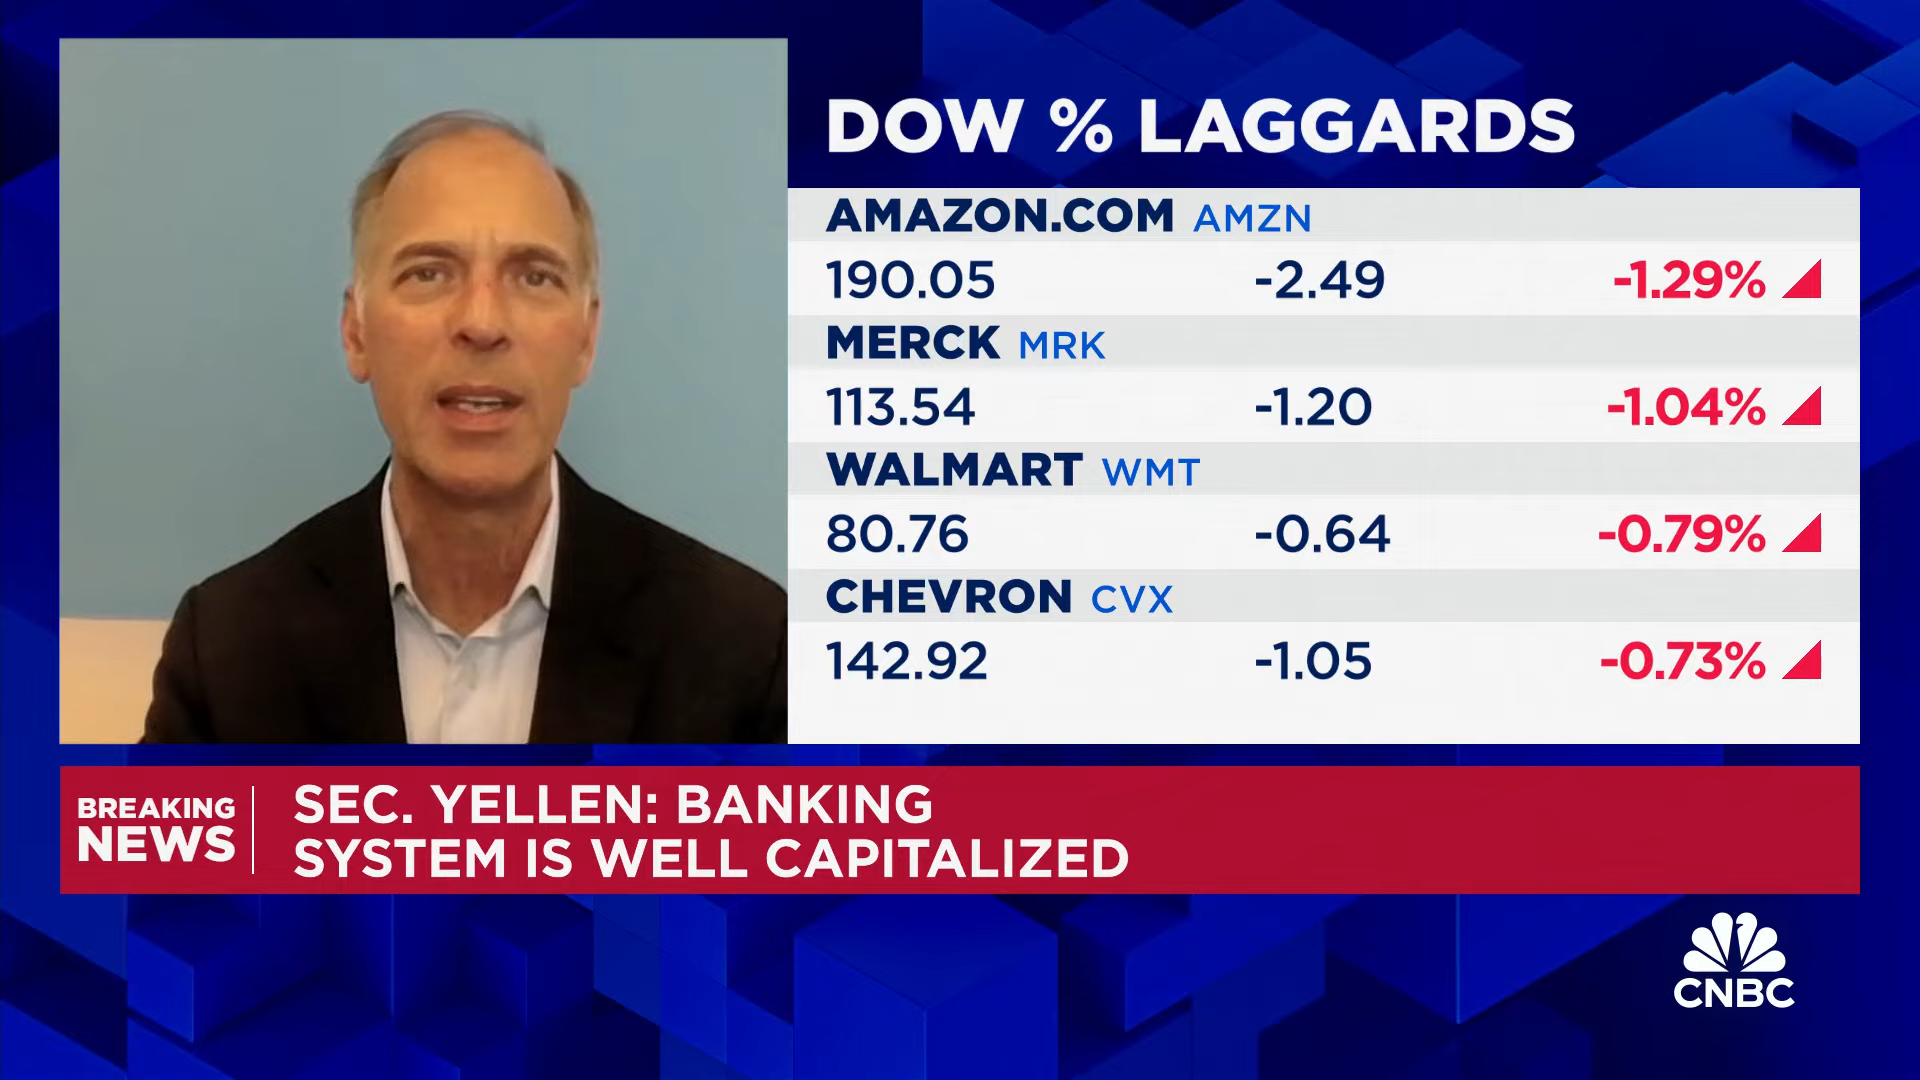 DOW % LAGGARDS
AMAZON.COM AMZN
190.05 -2.49 -1.29%
MERCK MRK
113.54 -1.20 -1.04%
WALMART WMT
80.76 -0.64 -0.79%
CHEVRON CVX
142.92 -1.05 -0.73%
BREAKING
NEWS
SEC. YELLEN: BANKING
SYSTEM IS WELL CAPITALIZED
CNBC